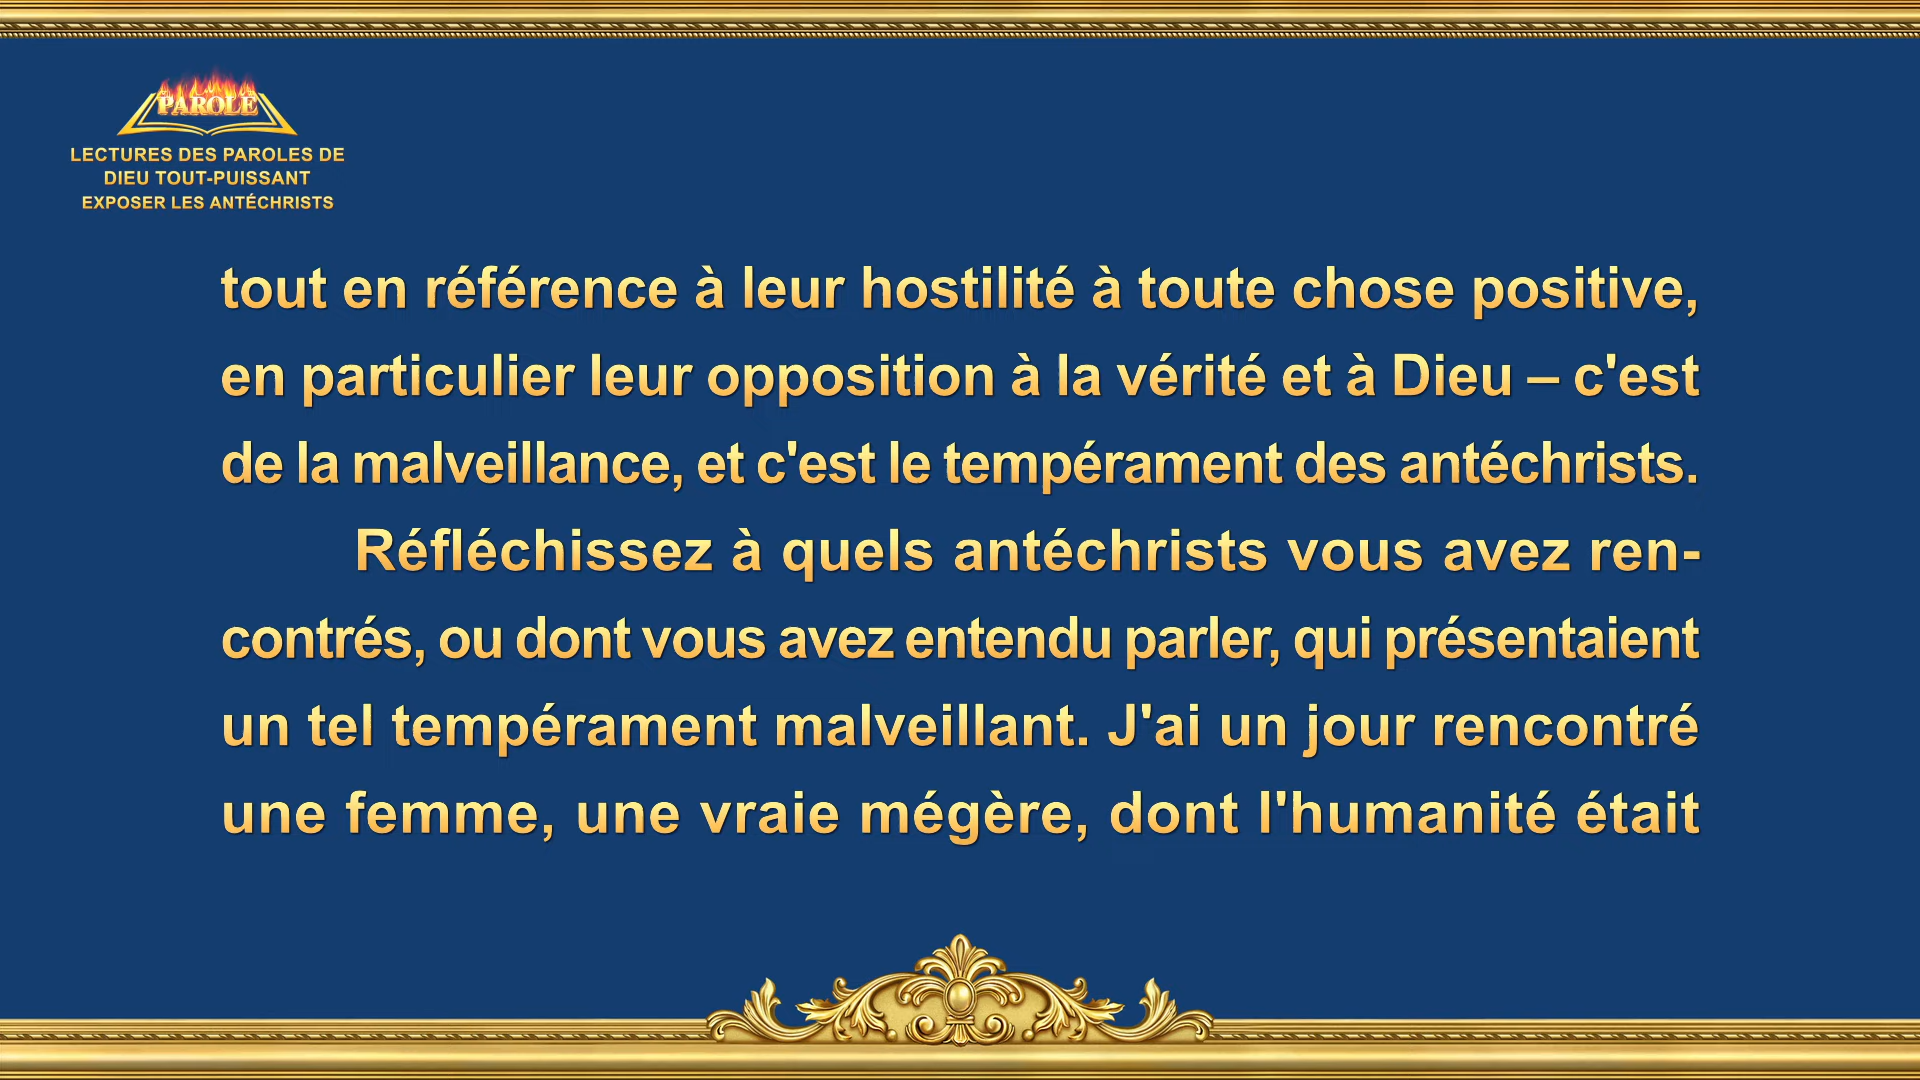 PAROLE
LECTURES DES PAROLES DE
DIEU TOUT-PUISSANT
EXPOSER LES ANTÉCHRISTS
tout en référence à leur hostilité à toute chose positive,
en particulier leur opposition à la vérité et à Dieu – c'est
de la malveillance, et c'est le tempérament des antéchrists.
Réfléchissez à quels antéchrists vous avez ren-
contrés, ou dont vous avez entendu parler, qui présentaient
un tel tempérament malveillant. J'ai un jour rencontré
une femme, une vraie mégère, dont l'humanité était